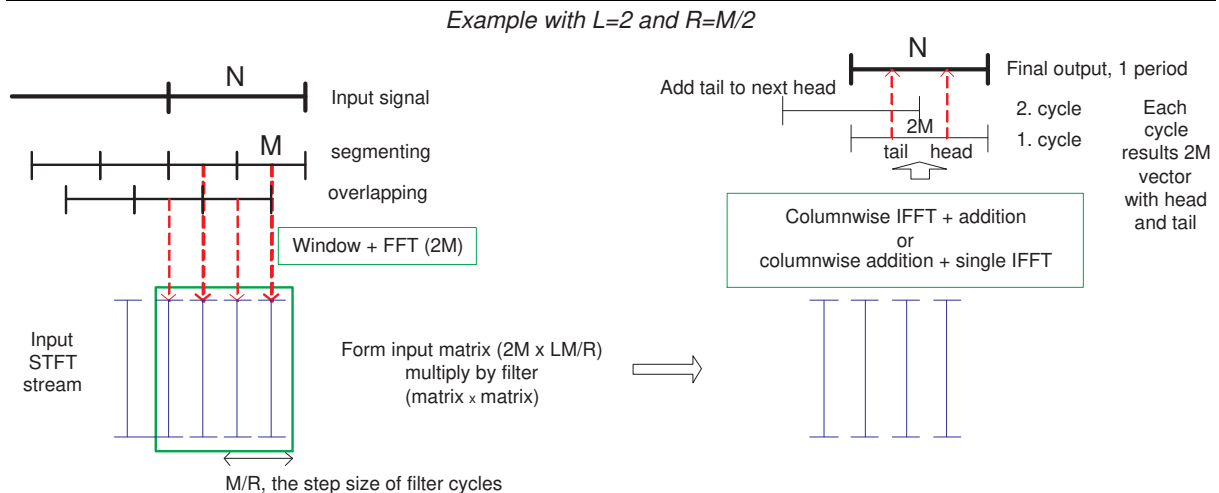 Example with L=2 and R=M/2
N
Input signal
M
segmenting
overlapping
Window + FFT (2M)
Input
STFT
stream
Form input matrix (2M x LM/R)
multiply by filter
(matrix x matrix)
M/R, the step size of filter cycles
N
Final output, 1 period
Add tail to next head
2. cycle
2M
1. cycle
tail head
Each
cycle
results 2M
vector
with head
and tail
Columnwise IFFT + addition
or
columnwise addition + single IFFT